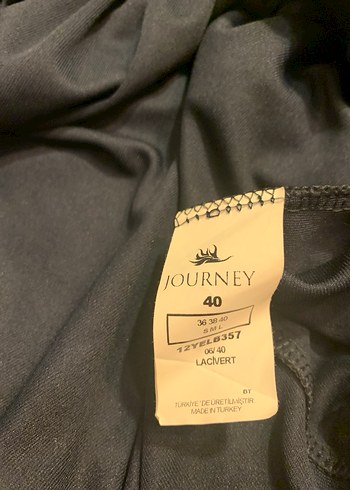 JOURNEY
40
36 38 40
S M L
12YELB357
06/ 40
LACİVERT
BT
TÜRKİYE 'DE ÜRETİLMİŞTİR
MADE IN TURKEY